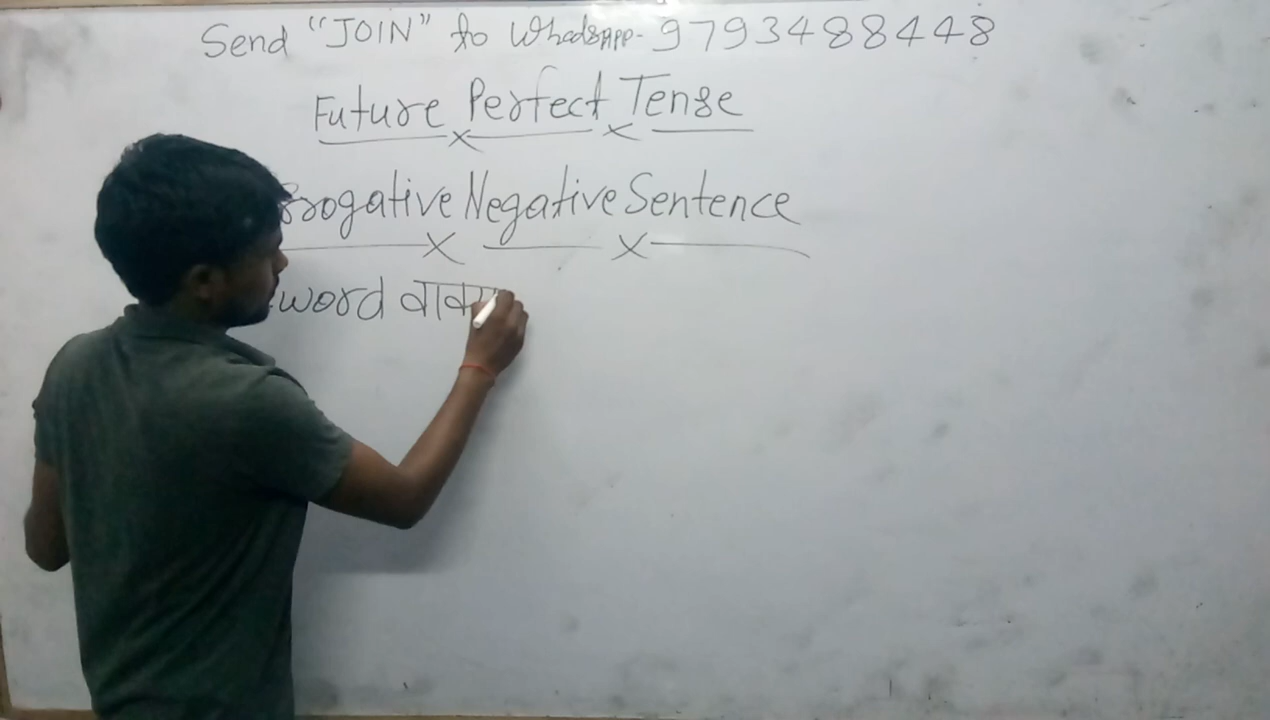 Send "JOIN" to WhatsApp- 9793488448
Future Perfect Tense
rrogative Negative Sentence
word वाक्य